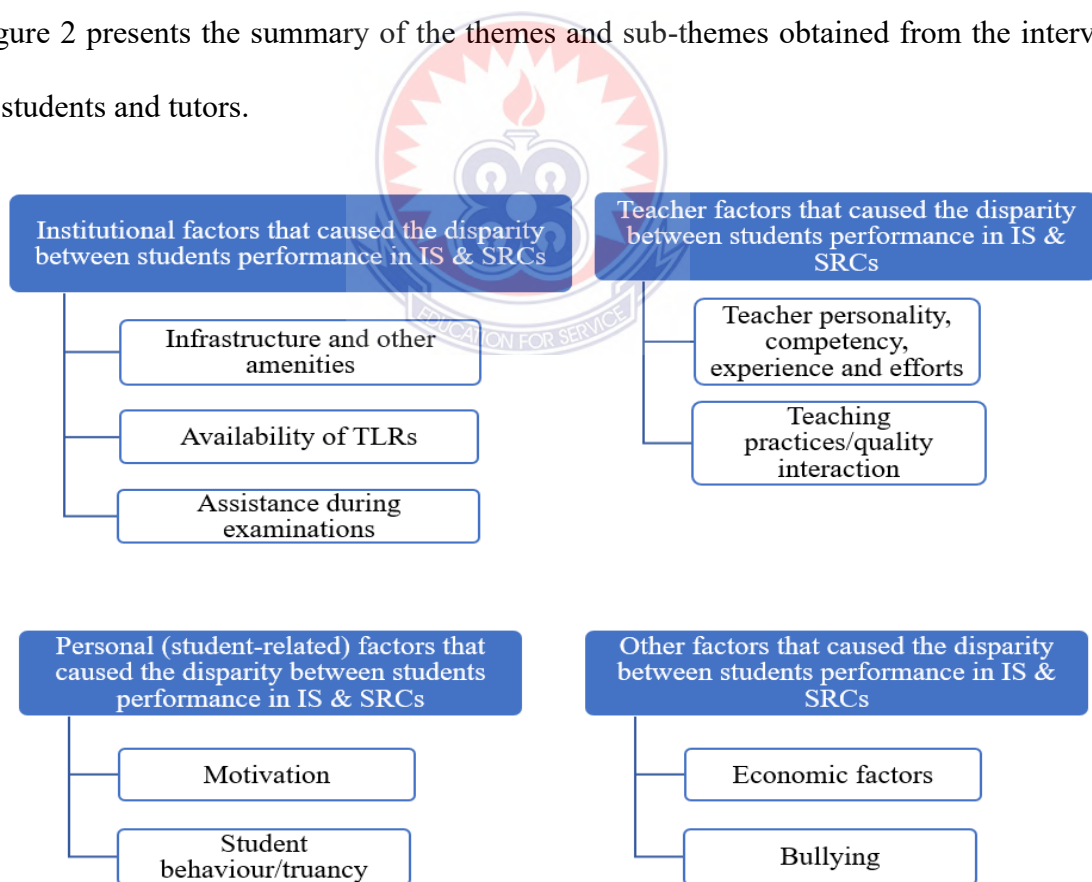 gure 2 presents the summary of the themes and sub-themes obtained from the interv
students and tutors.
EDUCATION FOR SERVICE
Institutional factors that caused the disparity
between students performance in IS & SRCs
Infrastructure and other
amenities
Availability of TLRs
Assistance during
examinations
Teacher factors that caused the disparity
between students performance in IS &
SRCs
Teacher personality,
competency,
experience and efforts
Teaching
practices/quality
interaction
Personal (student-related) factors that
caused the disparity between students
performance in IS & SRCs
Motivation
Student
behaviour/truancy
Other factors that caused the disparity
between students performance in IS &
SRCs
Economic factors
Bullying